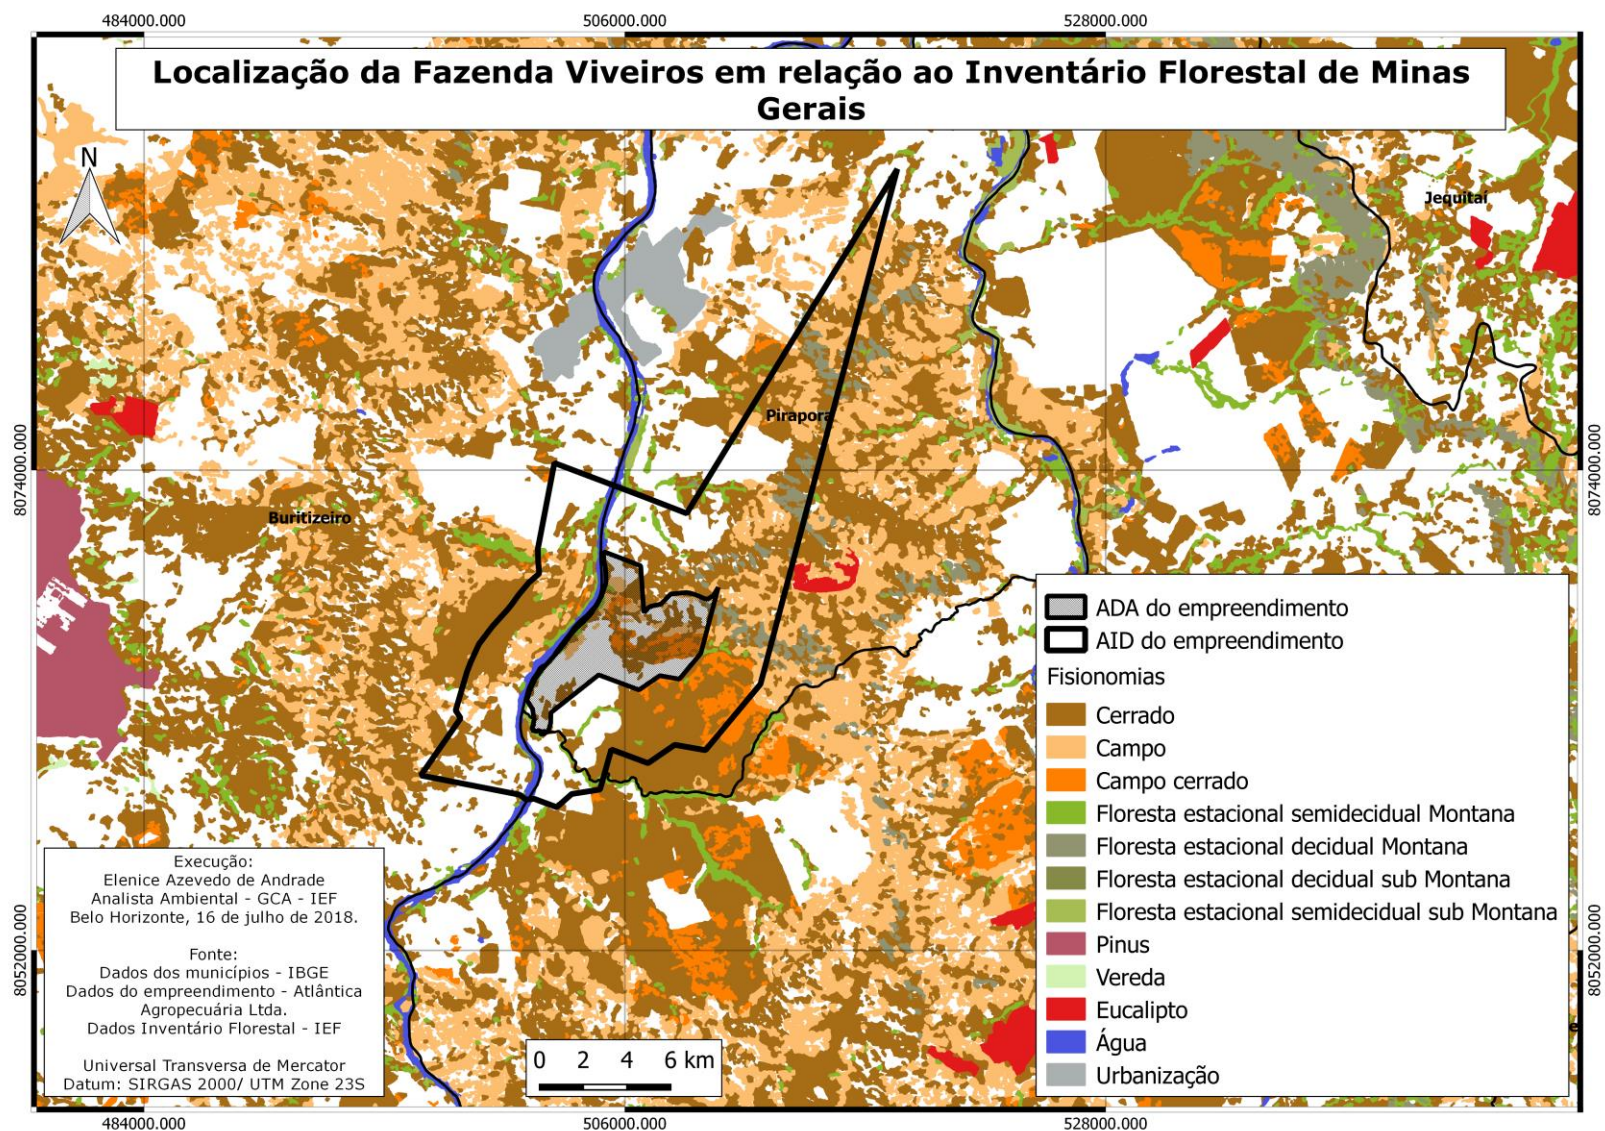 484000.000
506000.000
528000.000
Localização da Fazenda Viveiros em relação ao Inventário Florestal de Minas
Gerais
N
Jequitaí
Pirapora
Buritizeiro
8074000.000
8074000.000
ADA do empreendimento
AID do empreendimento
Fisionomias
Cerrado
Campo
Campo cerrado
Floresta estacional semidecidual Montana
Floresta estacional decidual Montana
Floresta estacional decidual sub Montana
Floresta estacional semidecidual sub Montana
Pinus
Vereda
Eucalipto
Água
Urbanização
Execução:
Elenice Azevedo de Andrade
Analista Ambiental - GCA - IEF
Belo Horizonte, 16 de julho de 2018.
Fonte:
Dados dos municípios - IBGE
Dados do empreendimento - Atlântica
Agropecuária Ltda.
Dados Inventário Florestal - IEF
Universal Transversa de Mercator
Datum: SIRGAS 2000/ UTM Zone 23S
0 2 4 6 km
8052000.000
8052000.000
484000.000
506000.000
528000.000